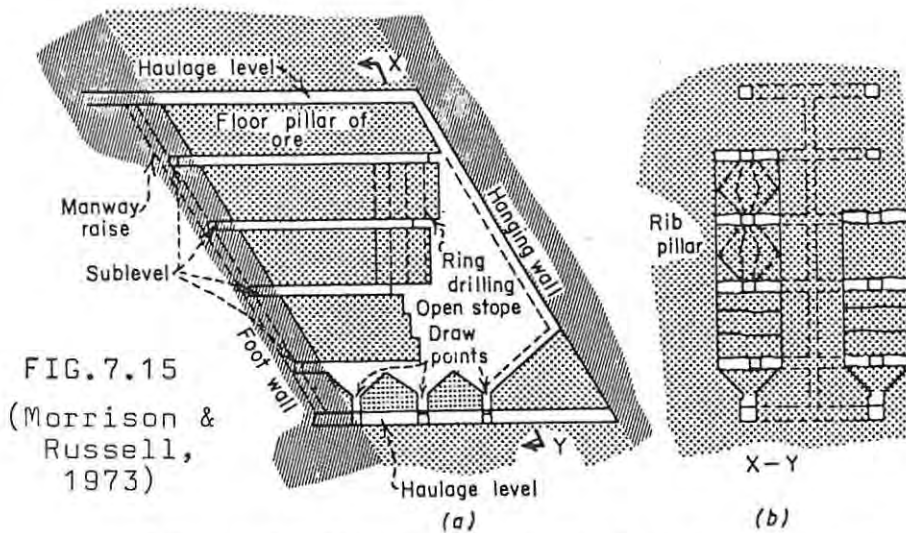 Haulage level
X
Floor pillar of
ore
Manway
raise
Sublevel
Hanging wall
Ring
drilling
Open stope
Draw
points
Foot wall
Y
Haulage level
(a)
Rib
pillar
X-Y
(b)
FIG.7.15
(Morrison &
Russell,
1973)